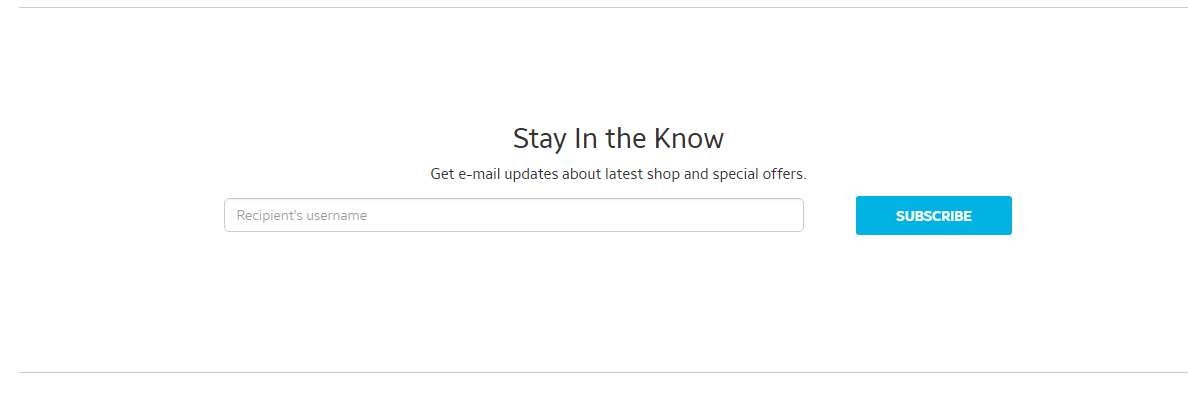 Stay In the Know
Get e-mail updates about latest shop and special offers.
Recipient's username
SUBSCRIBE